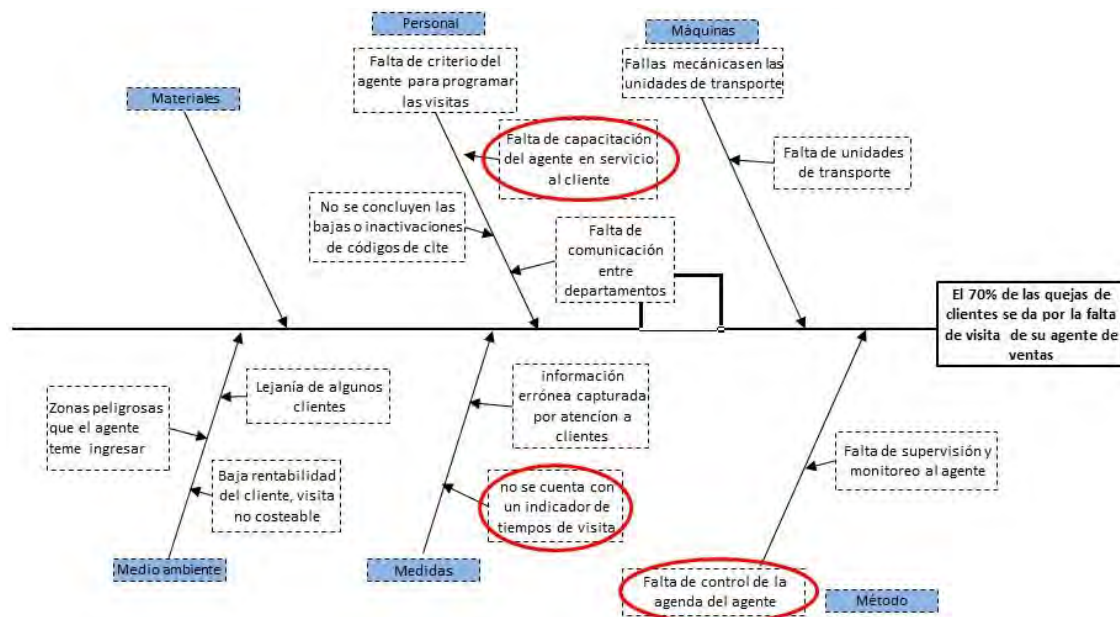 Personal
Máquinas
Falta de criterio del
agente para programar
las visitas
Fallas mecánicas en las
unidades de transporte
Materiales
Falta de capacitación
del agente en servicio
al cliente
Falta de unidades
de transporte
No se concluyen las
bajas o inactivaciones
de códigos de clte
Falta de
comunicación
entre
departamentos
El 70% de las quejas de
clientes se da por la falta
de visita de su agente de
ventas
Zonas peligrosas
que el agente
teme ingresar
Lejanía de algunos
clientes
Baja rentabilidad
del cliente, visita
no costeable
Medio ambiente
información
errónea capturada
por atencíon a
clientes
no se cuenta con
un indicador de
tiempos de visita
Medidas
Falta de supervisión y
monitoreo al agente
Falta de control de la
agenda del agente
Método